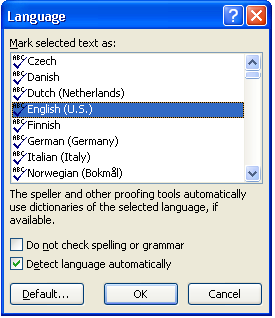 Language
Mark selected text as:
Czech
Danish
Dutch (Netherlands)
English (U.S.)
Finnish
German (Germany)
Italian (Italy)
Norwegian (Bokmål)
The speller and other proofing tools automatically
use dictionaries of the selected language, if
available.
Do not check spelling or grammar
Detect language automatically
Default... OK Cancel